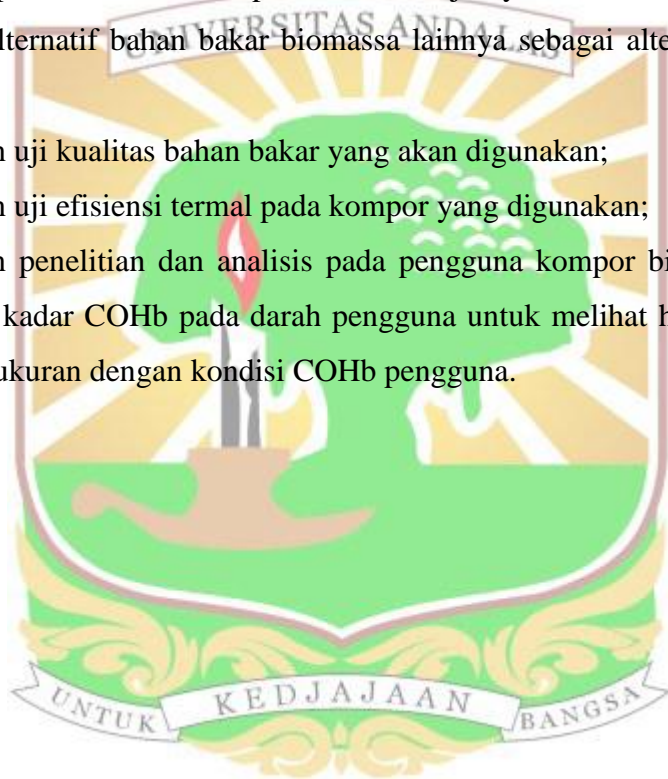 UNIVERSITAS ANDALAS
lternatif bahan bakar biomassa lainnya sebagai alte
n uji kualitas bahan bakar yang akan digunakan;
n uji efisiensi termal pada kompor yang digunakan;
n penelitian dan analisis pada pengguna kompor bi
kadar COHb pada darah pengguna untuk melihat h
ukuran dengan kondisi COHb pengguna.
UNTUK KEDJAJAAN BANGSA